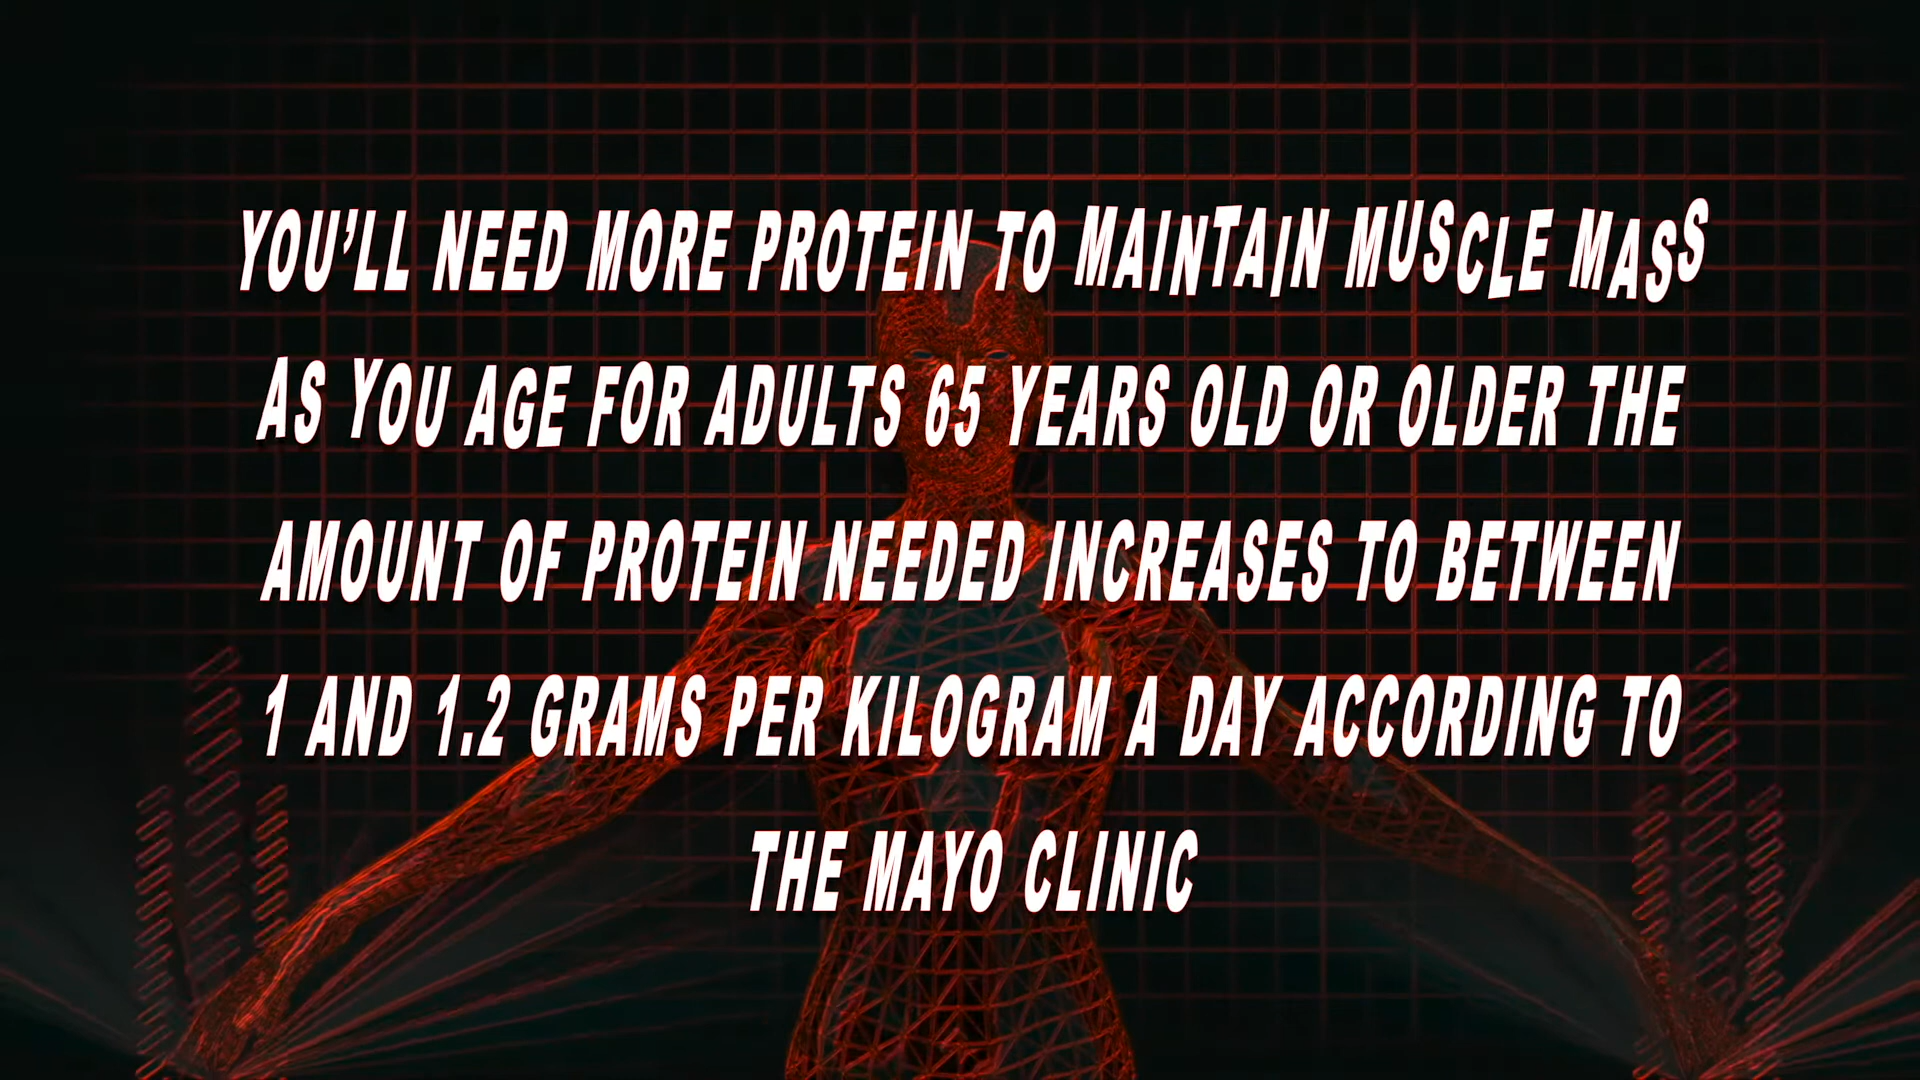 YOU'LL NEED MORE PROTEIN TO MAINTAIN MUSCLE MASS
AS YOU AGE FOR ADULTS 65 YEARS OLD OR OLDER THE
AMOUNT OF PROTEIN NEEDED INCREASES TO BETWEEN
1 AND 1.2 GRAMS PER KILOGRAM A DAY ACCORDING TO
THE MAYO CLINIC